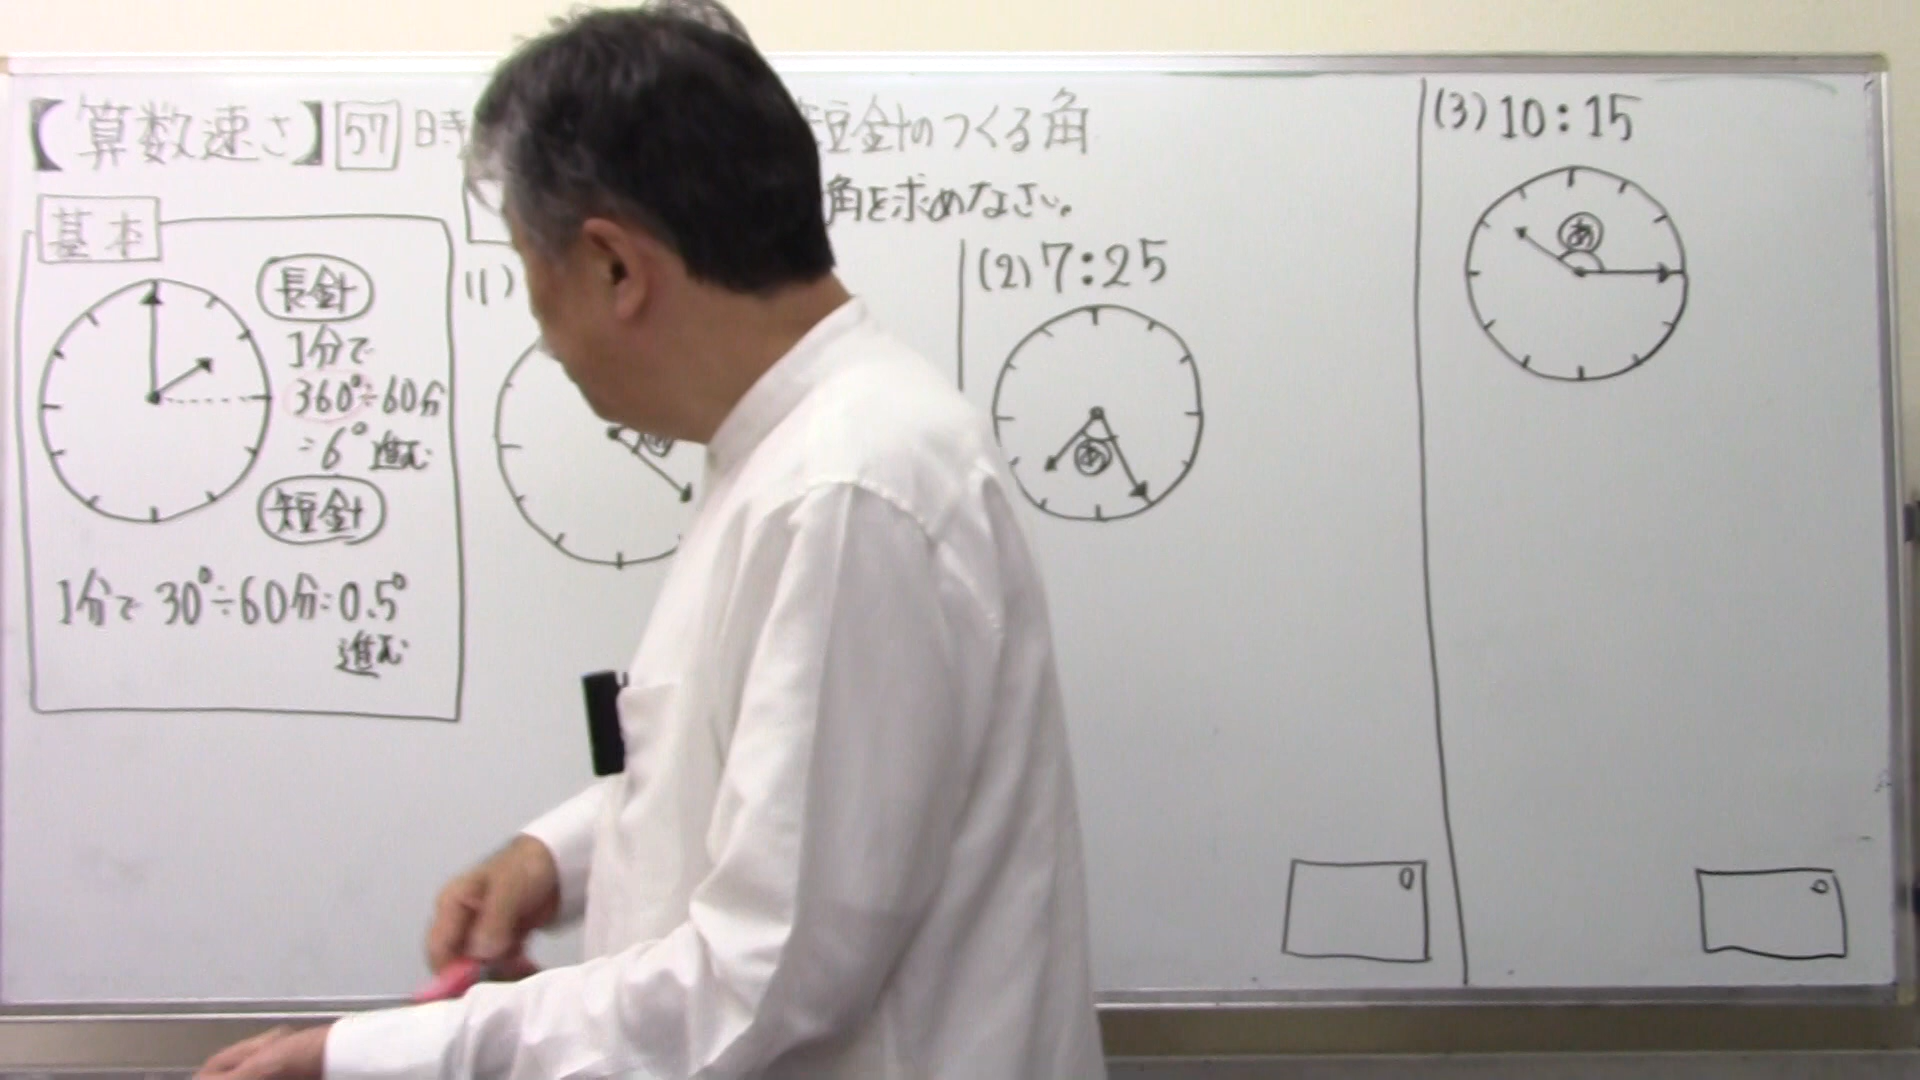 【算数速さ】 57 時 短針のつくる角
角を求めなさい。
基本
長針
1分で
360°÷60分
=6°進む
短針
1分で 30°÷60分=0.5°
進む
(1)
(2) 7:25
あ
(3) 10:15
あ
°
°